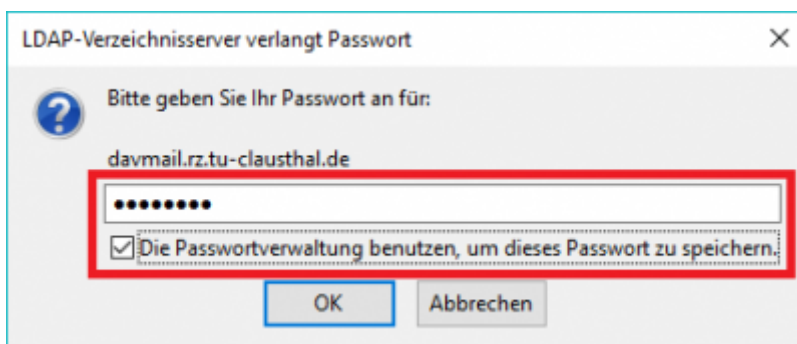 LDAP-Verzeichnisserver verlangt Passwort
Bitte geben Sie Ihr Passwort an für:
davmail.rz.tu-clausthal.de
●●●●●●●●
Die Passwortverwaltung benutzen, um dieses Passwort zu speichern.
OK
Abbrechen